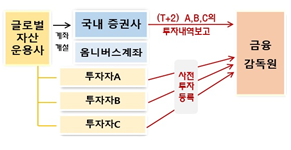 글로벌
자산
운용사
계좌
개설
국내 증권사
옴니버스계좌
투자자A
투자자B
투자자C
(T+2) A,B,C의
투자내역보고
사전
투자
등록
금융
감독원